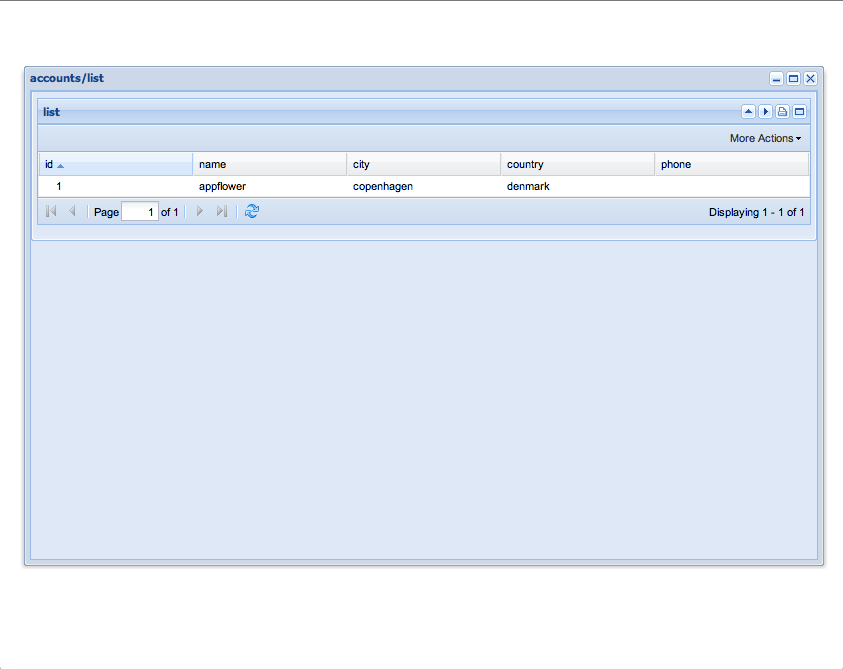 accounts/list
list
More Actions
id name city country phone
1 appflower copenhagen denmark
Page 1 of 1 Displaying 1 - 1 of 1